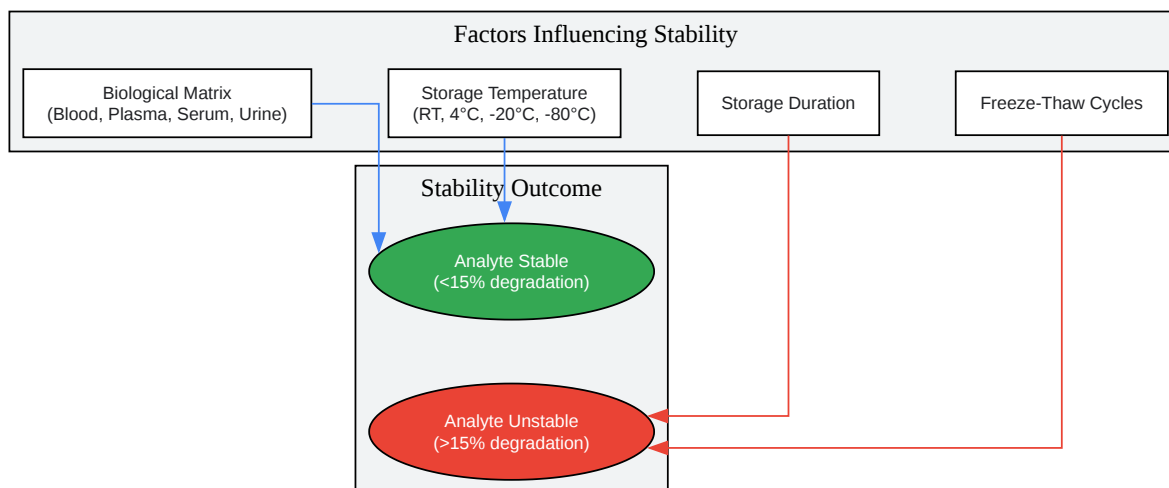 Factors Influencing Stability
Biological Matrix
(Blood, Plasma, Serum, Urine)
Storage Temperature
(RT, 4°C, -20°C, -80°C)
Storage Duration
Freeze-Thaw Cycles
Stability Outcome
Analyte Stable
(<15% degradation)
Analyte Unstable
(>15% degradation)